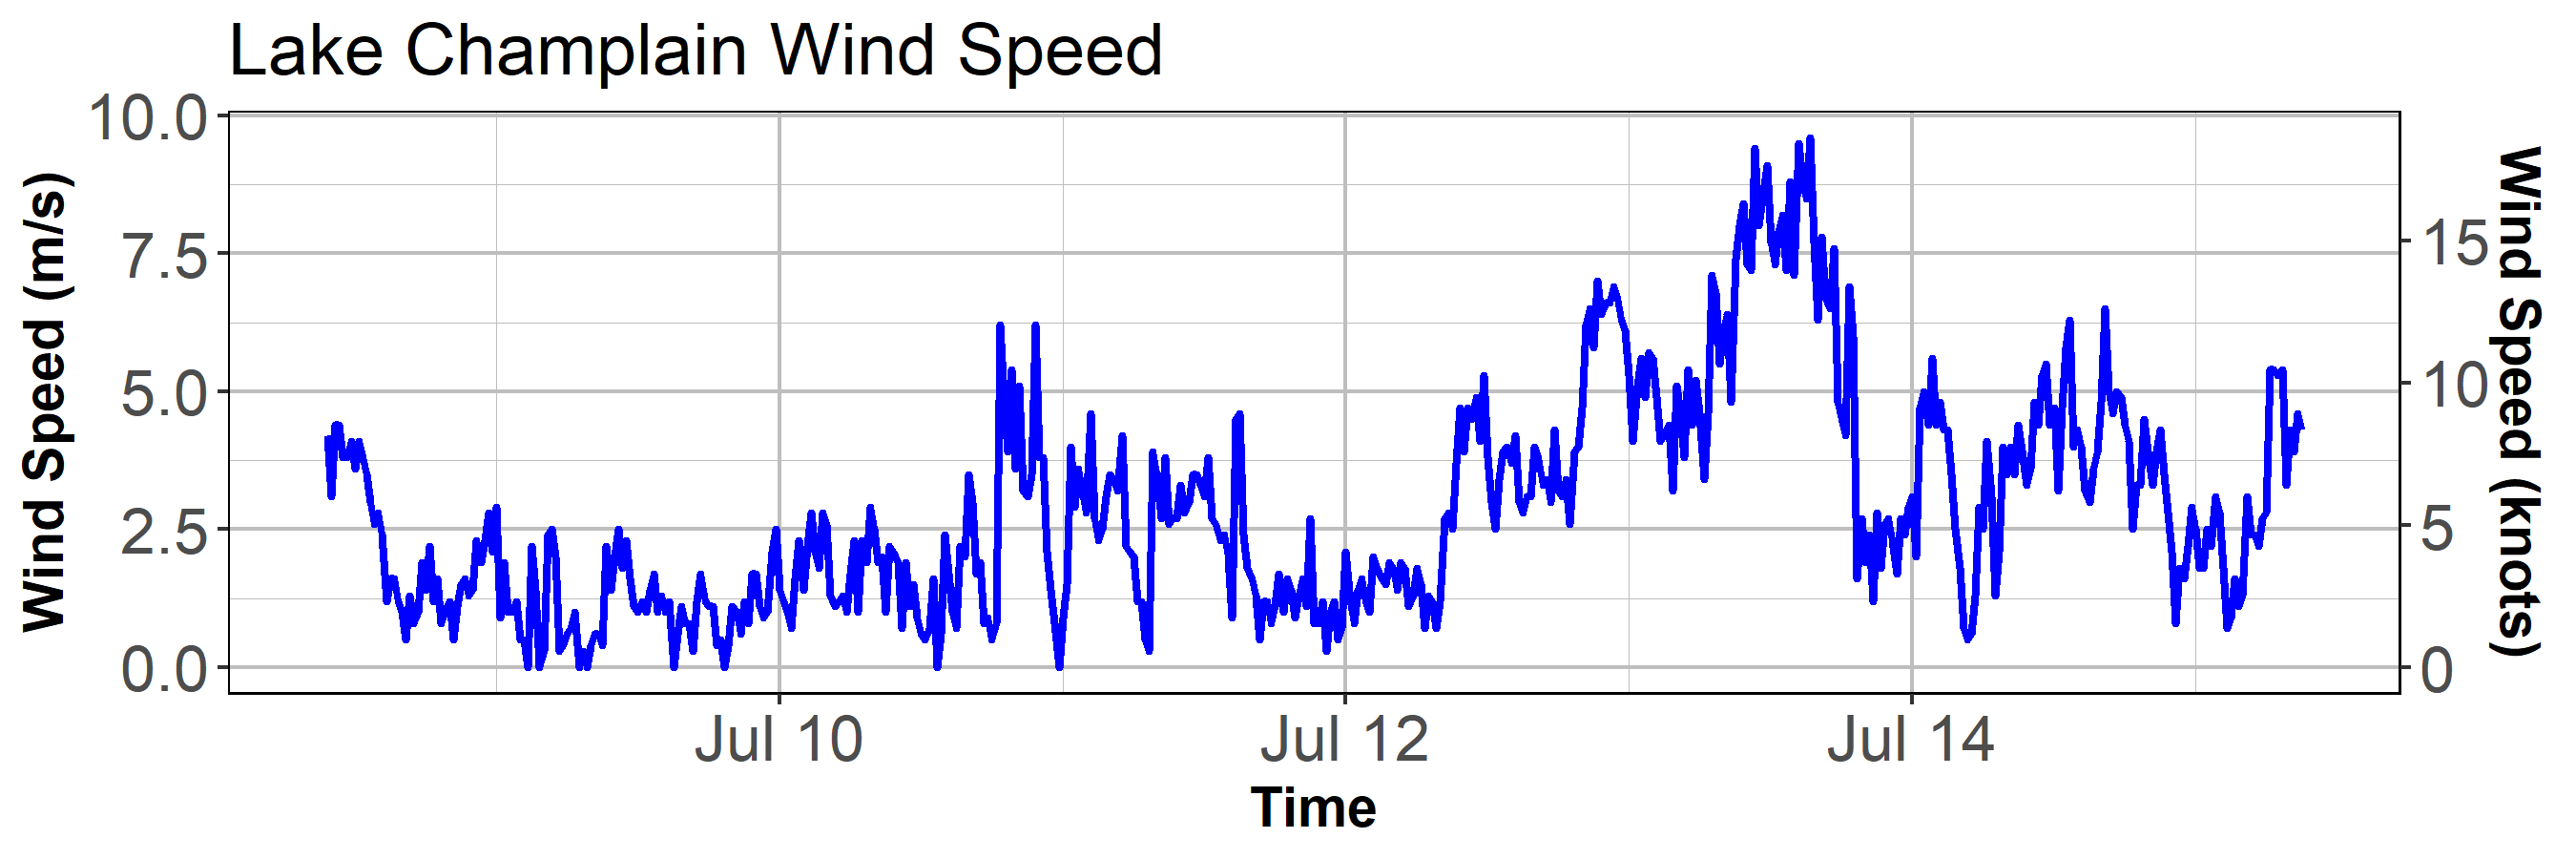 Lake Champlain Wind Speed
10.0
7.5
5.0
2.5
0.0
Wind Speed (m/s)
15
10
5
0
Wind Speed (knots)
Jul 10
Jul 12
Jul 14
Time